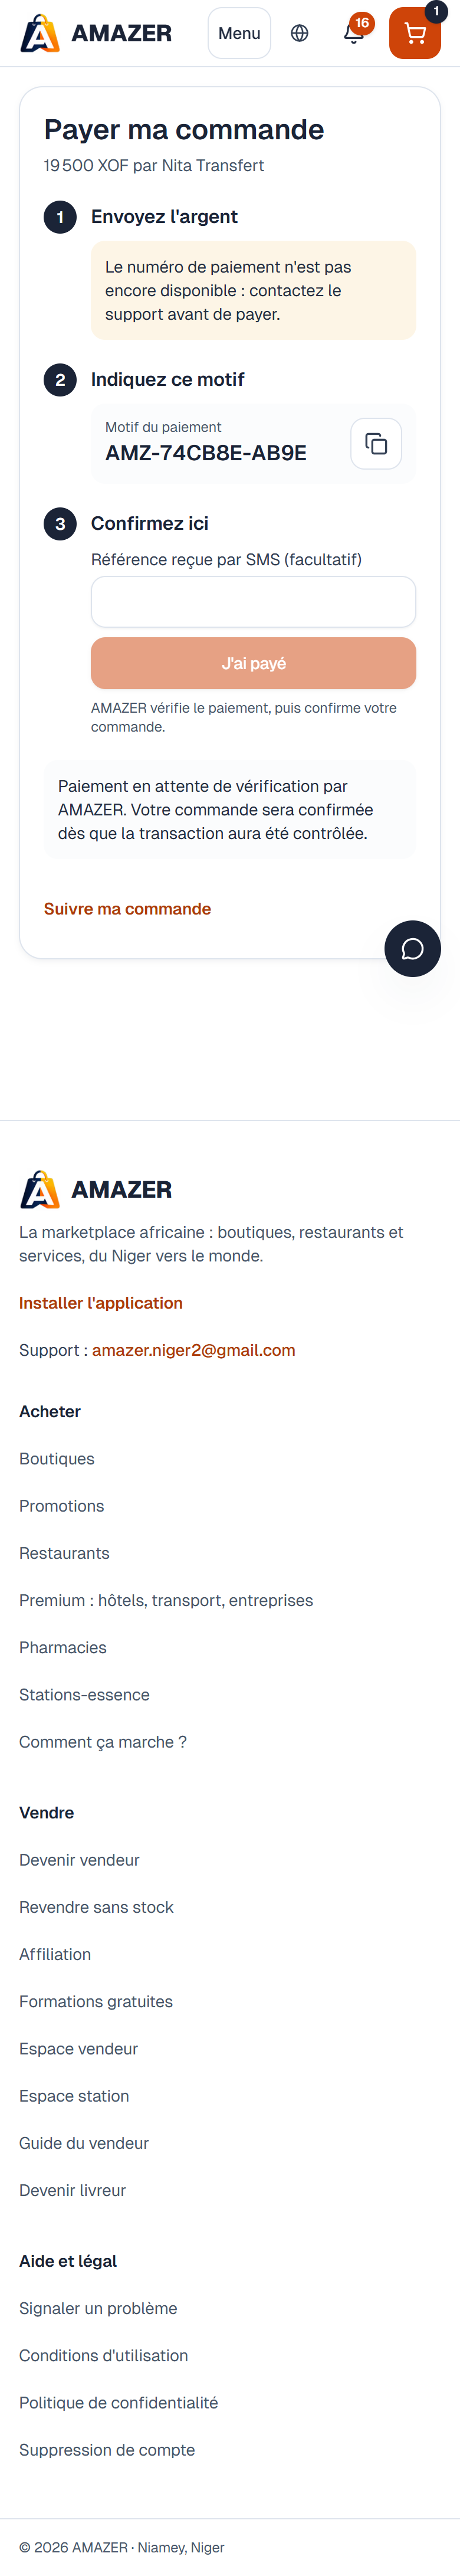 AMAZER
Menu
16
1
Payer ma commande
19 500 XOF par Nita Transfert
1
Envoyez l'argent
Le numéro de paiement n'est pas
encore disponible : contactez le
support avant de payer.
2
Indiquez ce motif
Motif du paiement
AMZ-74CB8E-AB9E
3
Confirmez ici
Référence reçue par SMS (facultatif)
J'ai payé
AMAZER vérifie le paiement, puis confirme votre
commande.
Paiement en attente de vérification par
AMAZER. Votre commande sera confirmée
dès que la transaction aura été contrôlée.
Suivre ma commande
AMAZER
La marketplace africaine : boutiques, restaurants et
services, du Niger vers le monde.
Installer l'application
Support : amazer.niger2@gmail.com
Acheter
Boutiques
Promotions
Restaurants
Premium : hôtels, transport, entreprises
Pharmacies
Stations-essence
Comment ça marche ?
Vendre
Devenir vendeur
Revendre sans stock
Affiliation
Formations gratuites
Espace vendeur
Espace station
Guide du vendeur
Devenir livreur
Aide et légal
Signaler un problème
Conditions d'utilisation
Politique de confidentialité
Suppression de compte
© 2026 AMAZER · Niamey, Niger